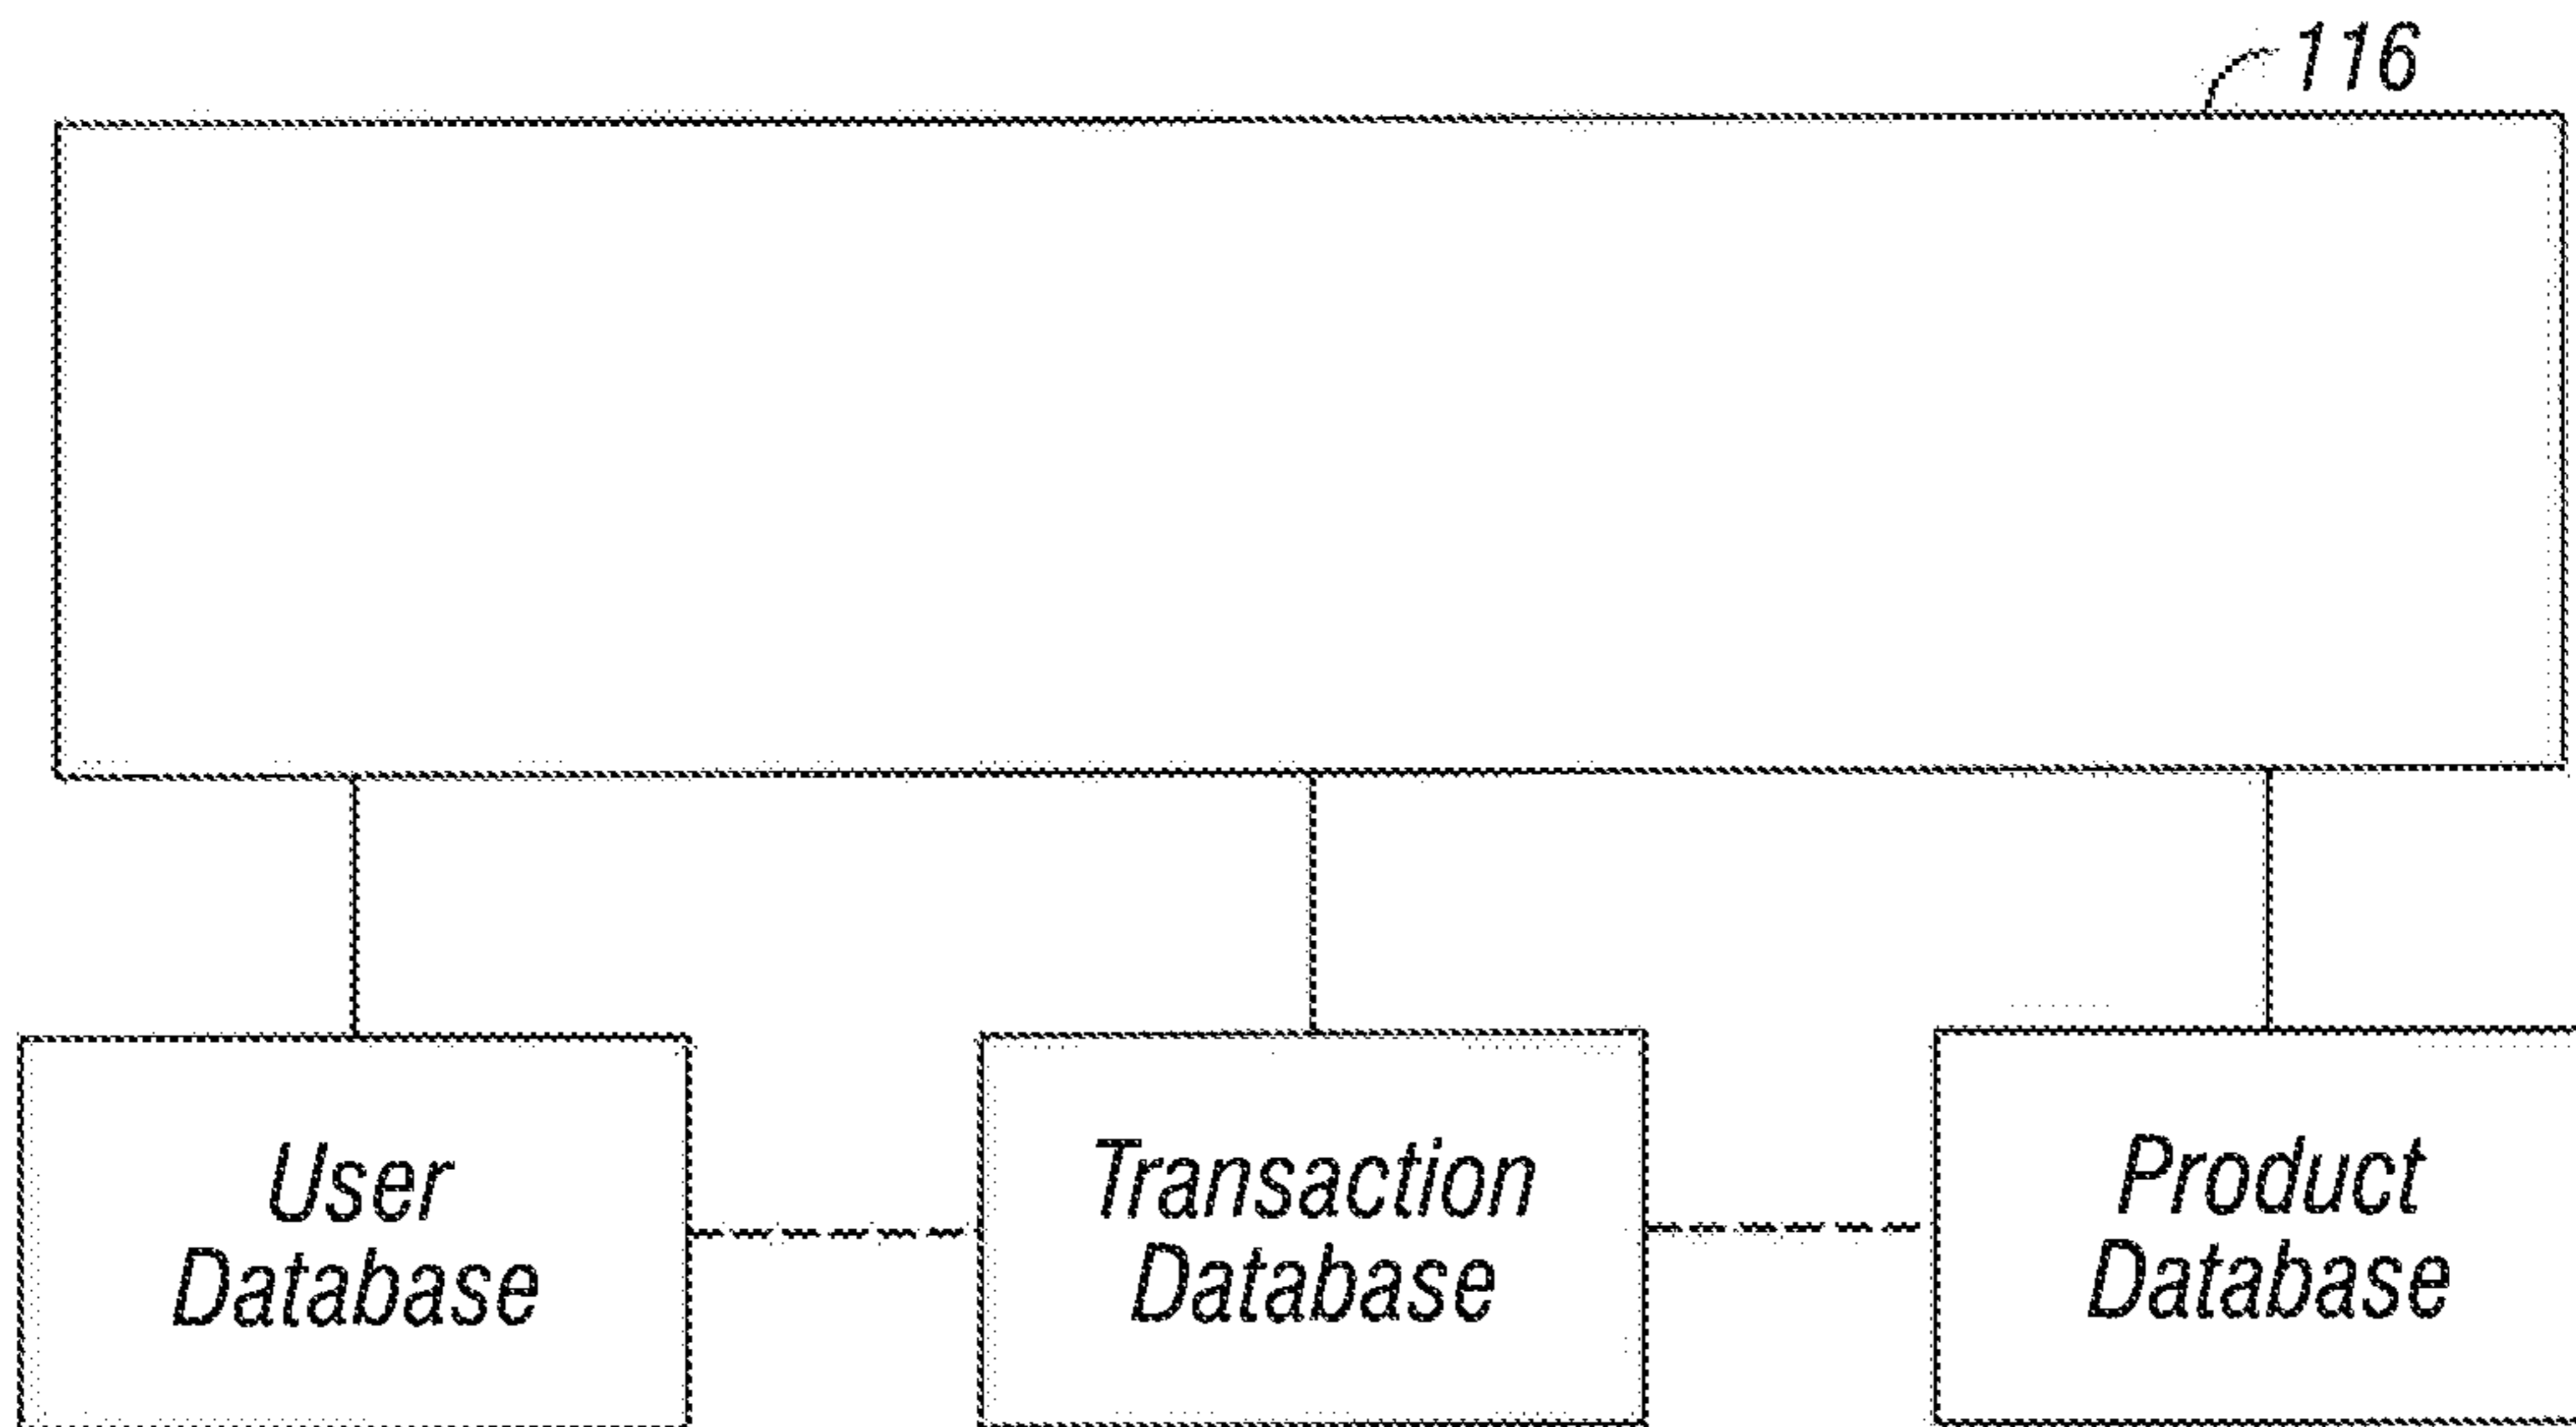 116
User
Database
Transaction
Database
Product
Database